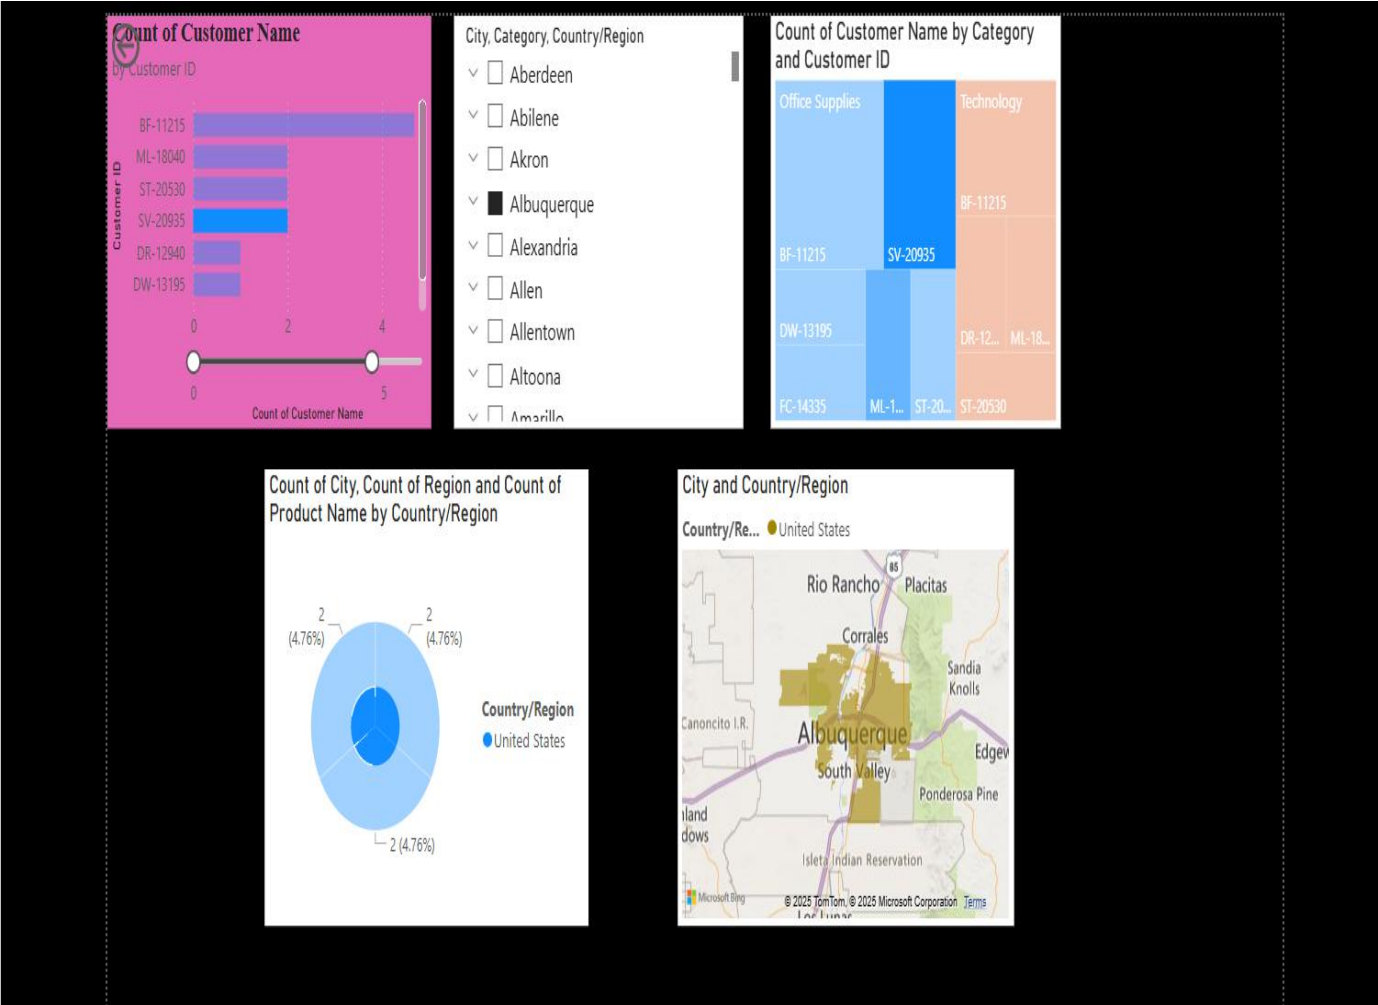 Count of Customer Name
by Customer ID
Customer ID
BF-11215
ML-18040
ST-20530
SV-20935
DR-12940
DW-13195
0 2 4
0 5
Count of Customer Name
City, Category, Country/Region
Aberdeen
Abilene
Akron
Albuquerque
Alexandria
Allen
Allentown
Altoona
Amarillo
Count of Customer Name by Category
and Customer ID
Office Supplies
Technology
BF-11215
BF-11215
SV-20935
DW-13195
DR-12...
ML-18...
FC-14335
ML-1...
ST-20...
ST-20530
Count of City, Count of Region and Count of
Product Name by Country/Region
2
(4.76%)
2
(4.76%)
2 (4.76%)
Country/Region
United States
City and Country/Region
Country/Re... United States
85
Rio Rancho
Placitas
Corrales
Sandia
Knolls
Canoncito I.R.
Albuquerque
Edgew
South Valley
Ponderosa Pine
land
dows
Isleta Indian Reservation
Microsoft Bing
© 2025 TomTom, © 2025 Microsoft Corporation Terms
Los Lunas